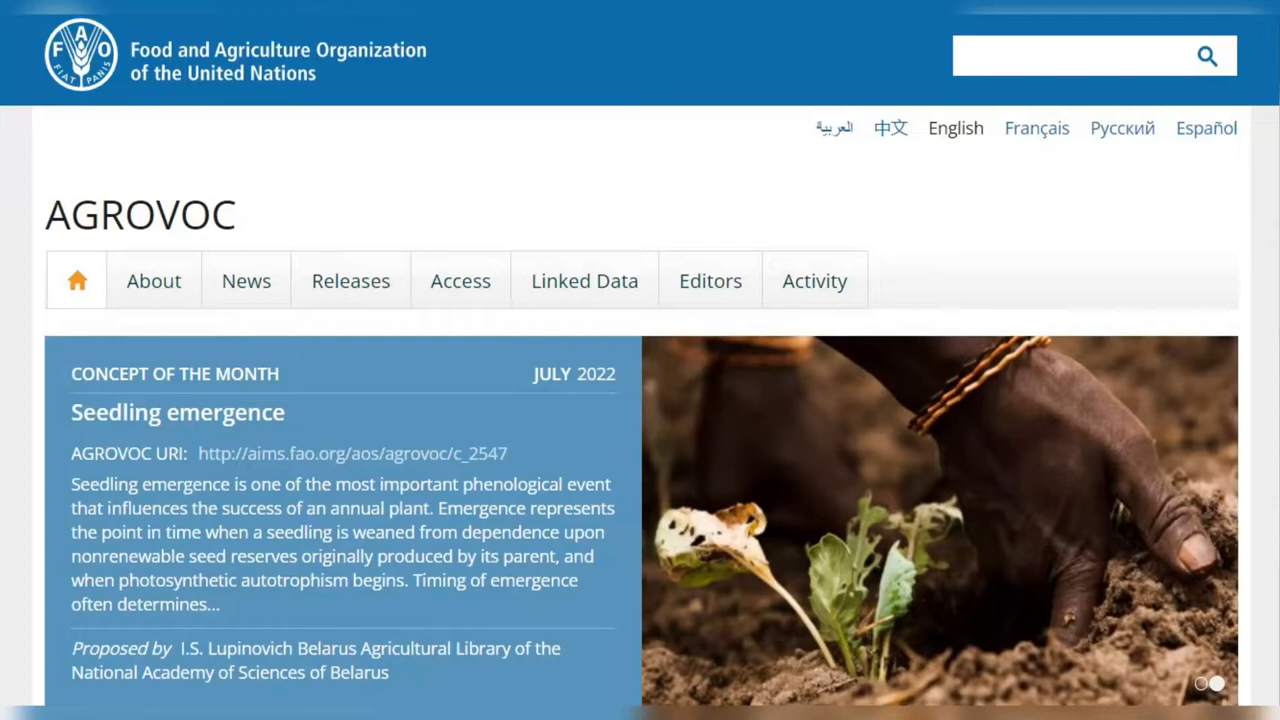 F A O
FIAT PANIS
Food and Agriculture Organization
of the United Nations
العربية 中文 English Français Русский Español
AGROVOC
About News Releases Access Linked Data Editors Activity
CONCEPT OF THE MONTH JULY 2022
Seedling emergence
AGROVOC URI: http://aims.fao.org/aos/agrovoc/c_2547
Seedling emergence is one of the most important phenological event
that influences the success of an annual plant. Emergence represents
the point in time when a seedling is weaned from dependence upon
nonrenewable seed reserves originally produced by its parent, and
when photosynthetic autotrophism begins. Timing of emergence
often determines...
Proposed by I.S. Lupinovich Belarus Agricultural Library of the
National Academy of Sciences of Belarus